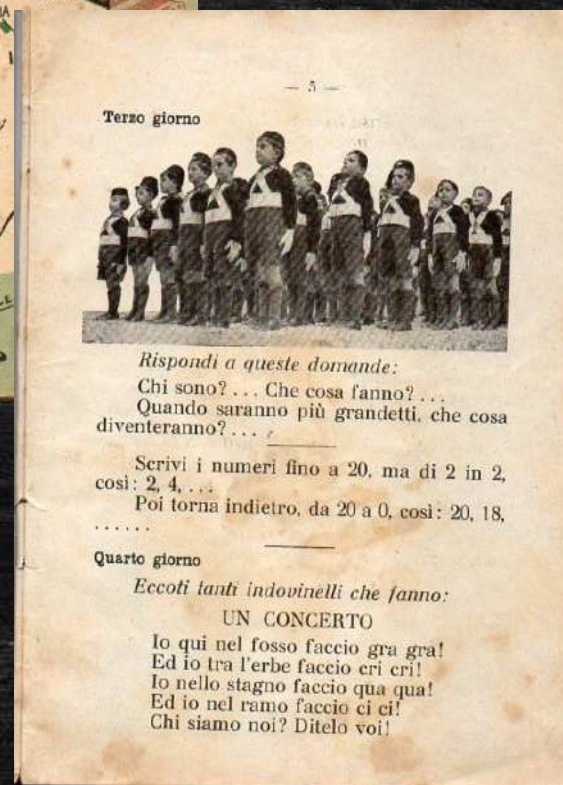 — 5 —
Terzo giorno
Rispondi a queste domande:
Chi sono? . . . Che cosa fanno? . . .
Quando saranno più grandetti, che cosa
diventeranno? . . .
Scrivi i numeri fino a 20, ma di 2 in 2,
così: 2, 4, . . .
Poi torna indietro, da 20 a 0, così: 20, 18,
. . . . . .
Quarto giorno
Eccoti tanti indovinelli che fanno:
UN CONCERTO
Io qui nel fosso faccio gra gra!
Ed io tra l'erbe faccio cri cri!
Io nello stagno faccio qua qua!
Ed io nel ramo faccio ci ci!
Chi siamo noi? Ditelo voi!